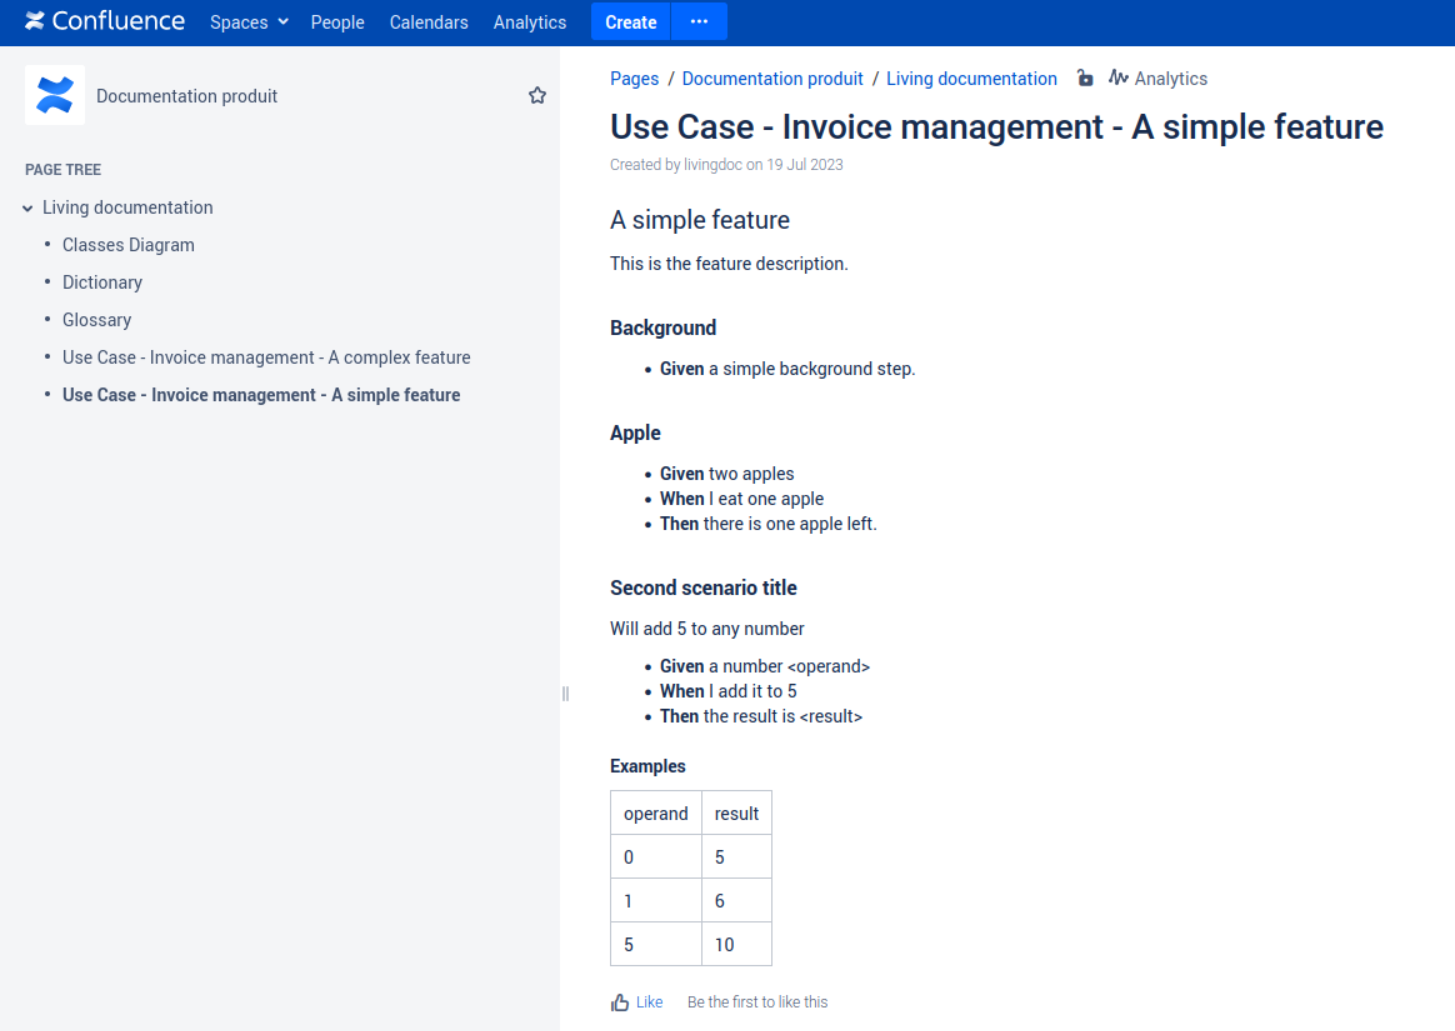 Confluence Spaces People Calendars Analytics Create ···
Documentation produit
PAGE TREE
Living documentation
• Classes Diagram
• Dictionary
• Glossary
• Use Case - Invoice management - A complex feature
• Use Case - Invoice management - A simple feature
Pages / Documentation produit / Living documentation Analytics
Use Case - Invoice management - A simple feature
Created by livingdoc on 19 Jul 2023
A simple feature
This is the feature description.
Background
• Given a simple background step.
Apple
• Given two apples
• When I eat one apple
• Then there is one apple left.
Second scenario title
Will add 5 to any number
• Given a number <operand>
• When I add it to 5
• Then the result is <result>
Examples
operand result
0 5
1 6
5 10
Like Be the first to like this